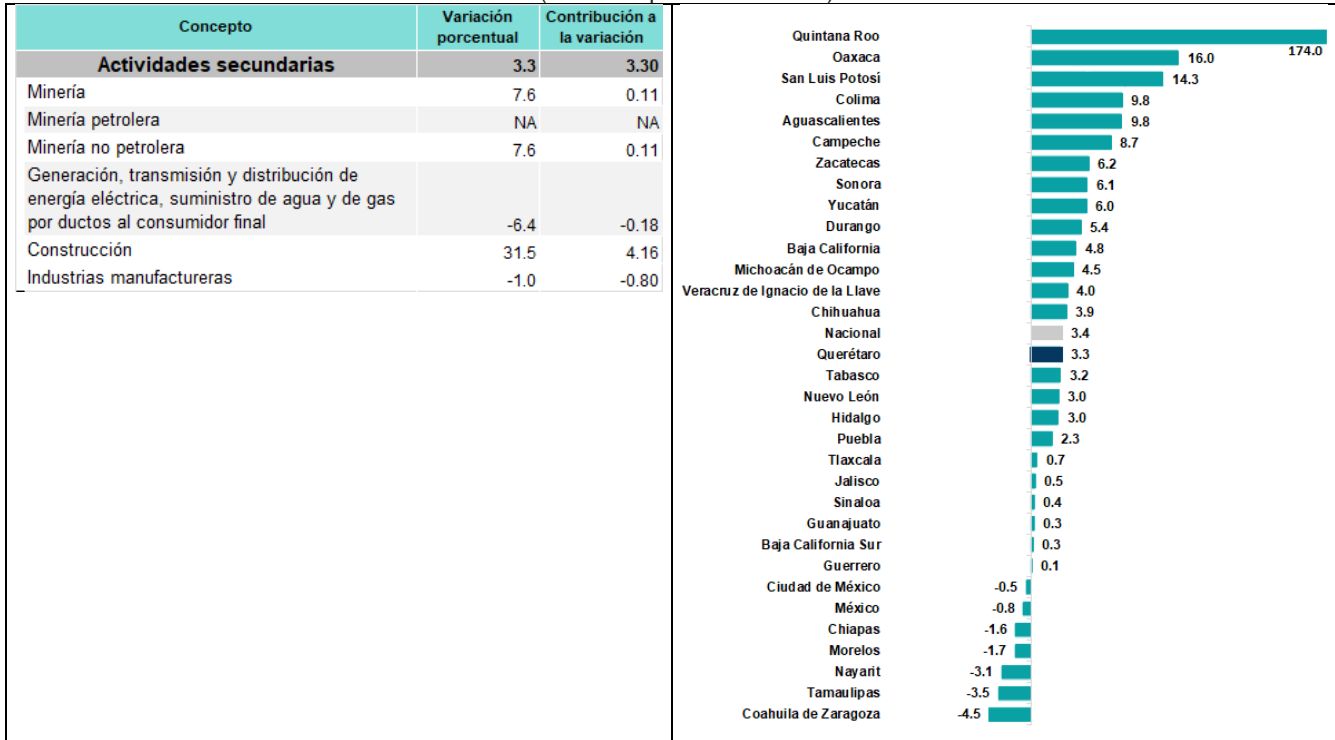 Concepto Variación porcentual Contribución a la variación
Actividades secundarias 3.3 3.30
Minería 7.6 0.11
Minería petrolera NA NA
Minería no petrolera 7.6 0.11
Generación, transmisión y distribución de
energía eléctrica, suministro de agua y de gas
por ductos al consumidor final -6.4 -0.18
Construcción 31.5 4.16
Industrias manufactureras -1.0 -0.80
Quintana Roo 174.0
Oaxaca 16.0
San Luis Potosí 14.3
Colima 9.8
Aguascalientes 9.8
Campeche 8.7
Zacatecas 6.2
Sonora 6.1
Yucatán 6.0
Durango 5.4
Baja California 4.8
Michoacán de Ocampo 4.5
Veracruz de Ignacio de la Llave 4.0
Chihuahua 3.9
Nacional 3.4
Querétaro 3.3
Tabasco 3.2
Nuevo León 3.0
Hidalgo 3.0
Puebla 2.3
Tlaxcala 0.7
Jalisco 0.5
Sinaloa 0.4
Guanajuato 0.3
Baja California Sur 0.3
Guerrero 0.1
Ciudad de México -0.5
México -0.8
Chiapas -1.6
Morelos -1.7
Nayarit -3.1
Tamaulipas -3.5
Coahuila de Zaragoza -4.5